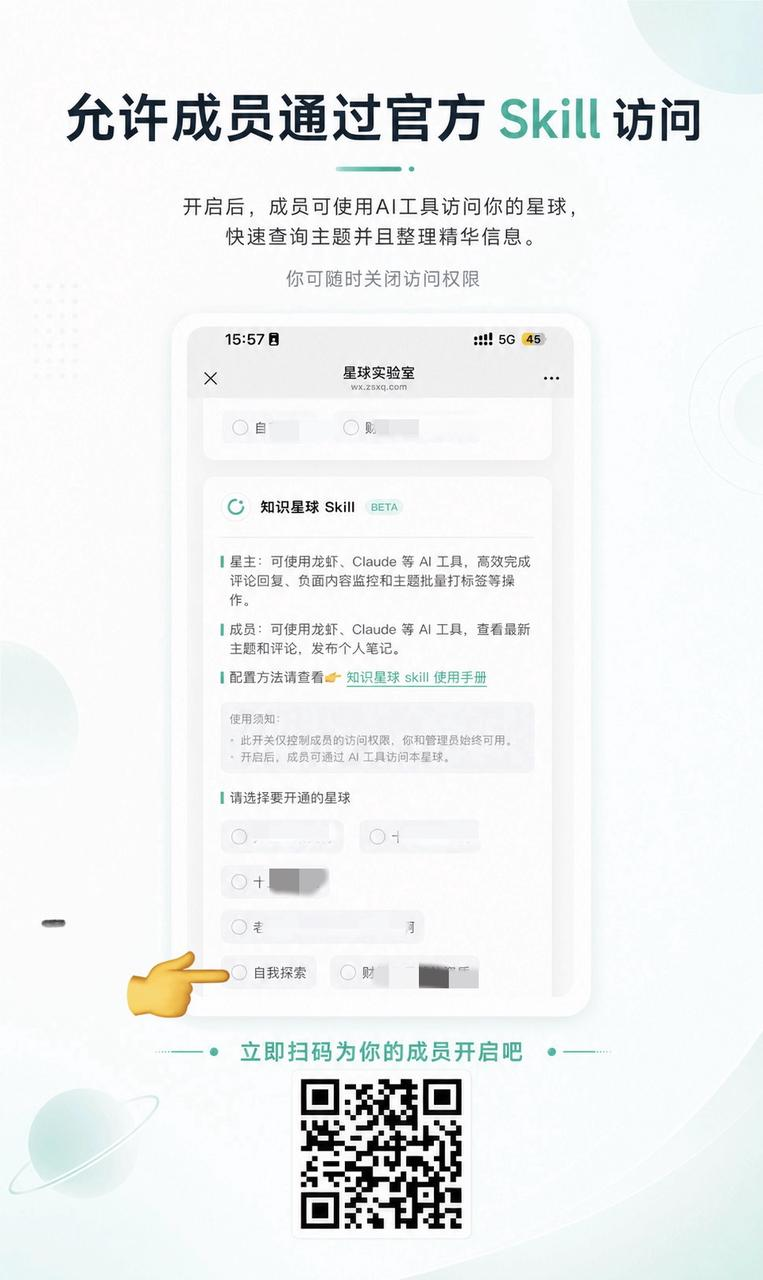 允许成员通过官方 Skill 访问
开启后，成员可使用AI工具访问你的星球，
快速查询主题并且整理精华信息。
你可随时关闭访问权限
15:57 5G 45
星球实验室
wx.zsxq.com
自 财
知识星球 Skill BETA
星主：可使用龙虾、Claude 等 AI 工具，高效完成
评论回复、负面内容监控和主题批量打标签等操
作。
成员：可使用龙虾、Claude 等 AI 工具，查看最新
主题和评论，发布个人笔记。
配置方法请查看👉 知识星球 skill 使用手册
使用须知：
· 此开关仅控制成员的访问权限，你和管理员始终可用。
· 开启后，成员可通过 AI 工具访问本星球。
请选择要开通的星球
十
老
自我探索 财
立即扫码为你的成员开启吧